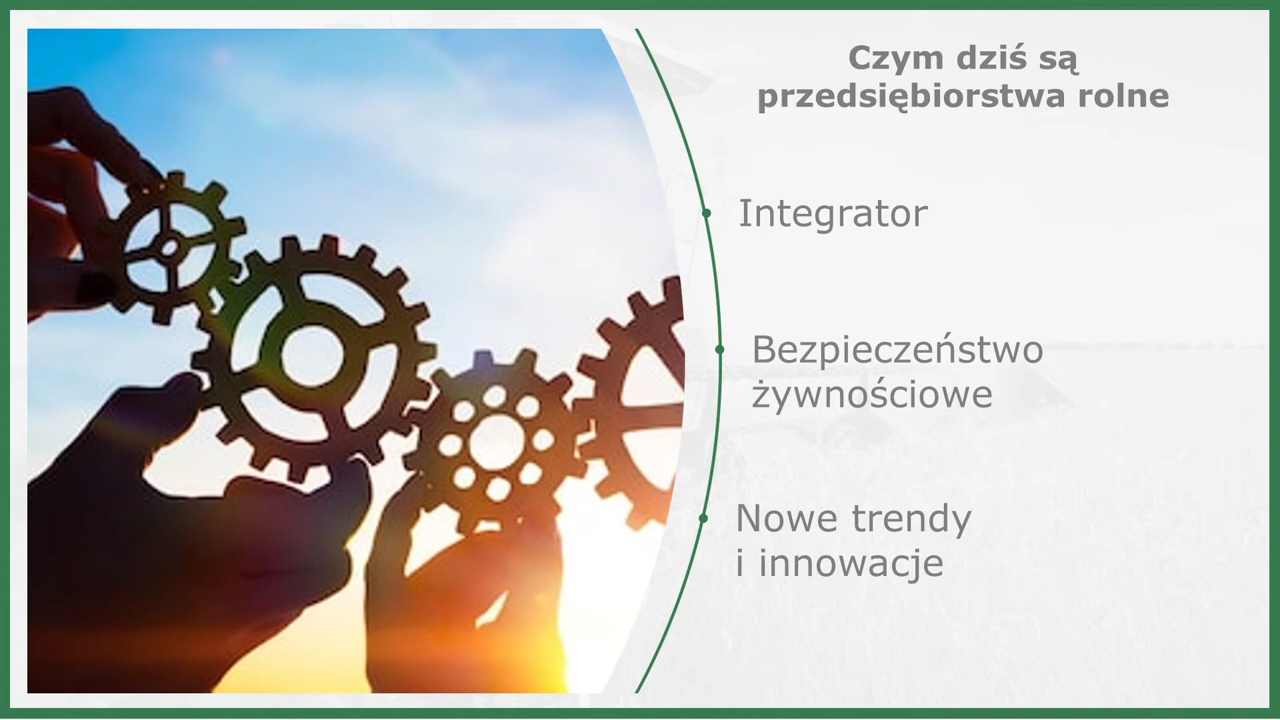 Czym dziś są
przedsiębiorstwa rolne
Integrator
Bezpieczeństwo
żywnościowe
Nowe trendy
i innowacje